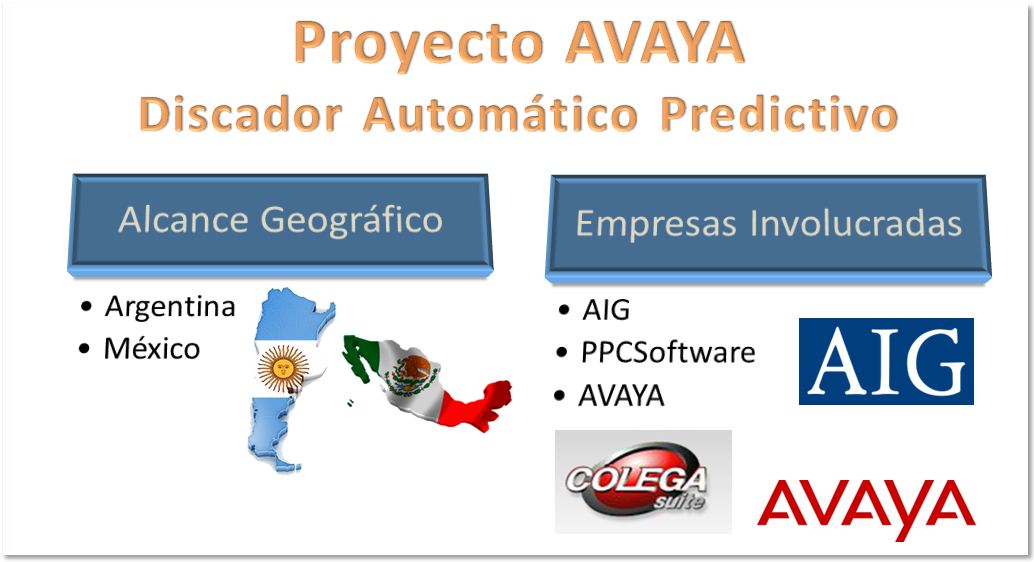 Proyecto AVAYA
Discador Automático Predictivo
Alcance Geográfico
• Argentina
• México
Empresas Involucradas
• AIG
• PPCSoftware
• AVAYA
AIG
COLEGA
suite
AVAYA